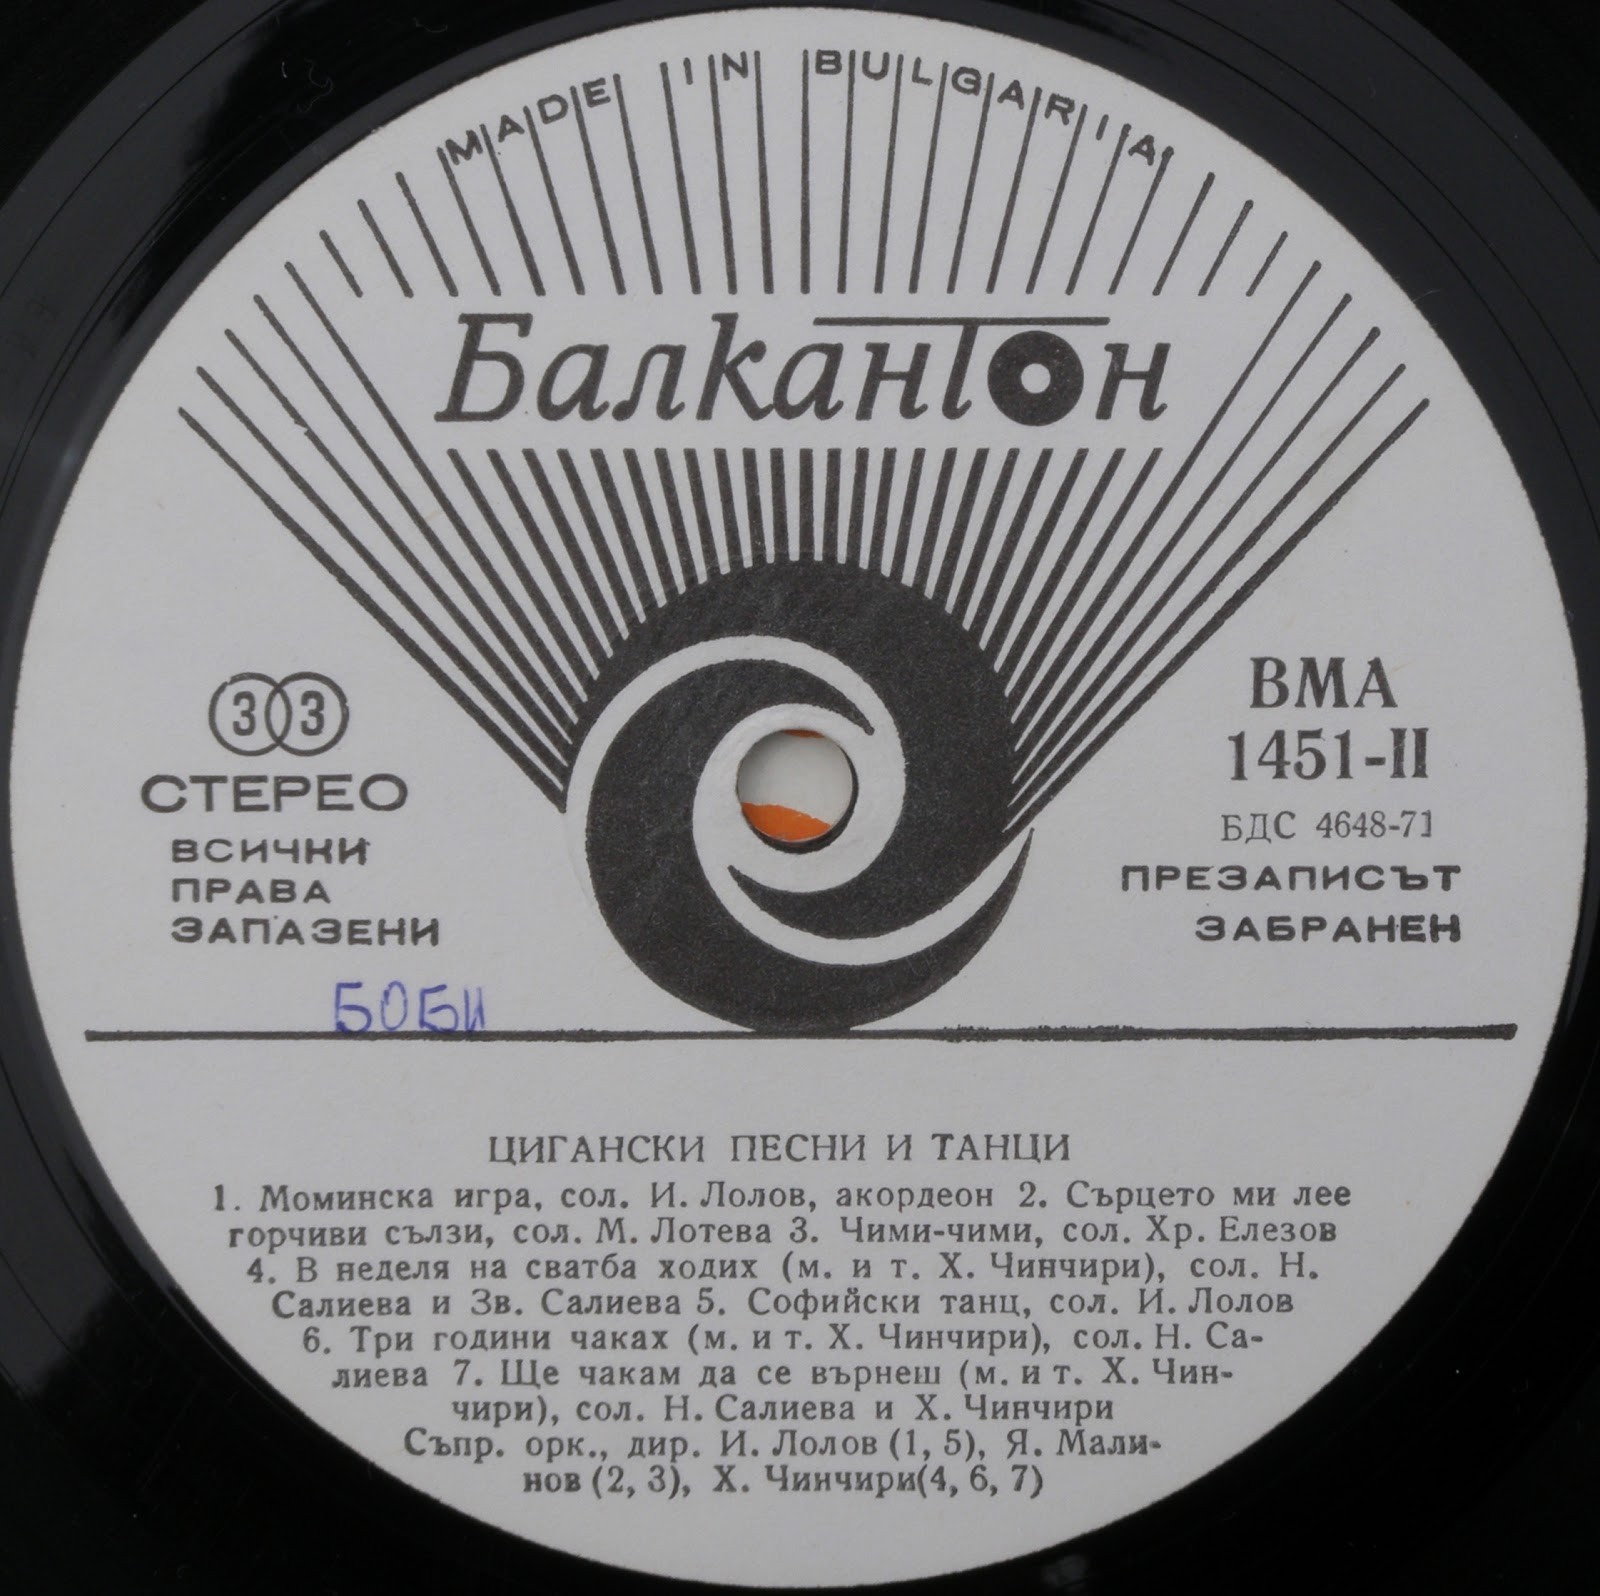 MADE IN BULGARIA
Балкантон
33
СТЕРЕО
ВСИЧКИ
ПРАВА
ЗАПАЗЕНИ
ВМА
1451-II
БДС 4648-71
ПРЕЗАПИСЪТ
ЗАБРАНЕН
БОБИ
ЦИГАНСКИ ПЕСНИ И ТАНЦИ
1. Моминска игра, сол. И. Лолов, акордеон 2. Сърцето ми лее
горчиви сълзи, сол. М. Лотева 3. Чими-чими, сол. Хр. Елезов
4. В неделя на сватба ходих (м. и т. Х. Чинчири), сол. Н.
Салиева и Зв. Салиева 5. Софийски танц, сол. И. Лолов
6. Три години чаках (м. и т. Х. Чинчири), сол. Н. Са-
лиева 7. Ще чакам да се върнеш (м. и т. Х. Чин-
чири), сол. Н. Салиева и Х. Чинчири
Съпр. орк., дир. И. Лолов (1, 5), Я. Мали-
нов (2, 3), Х. Чинчири(4, 6, 7)